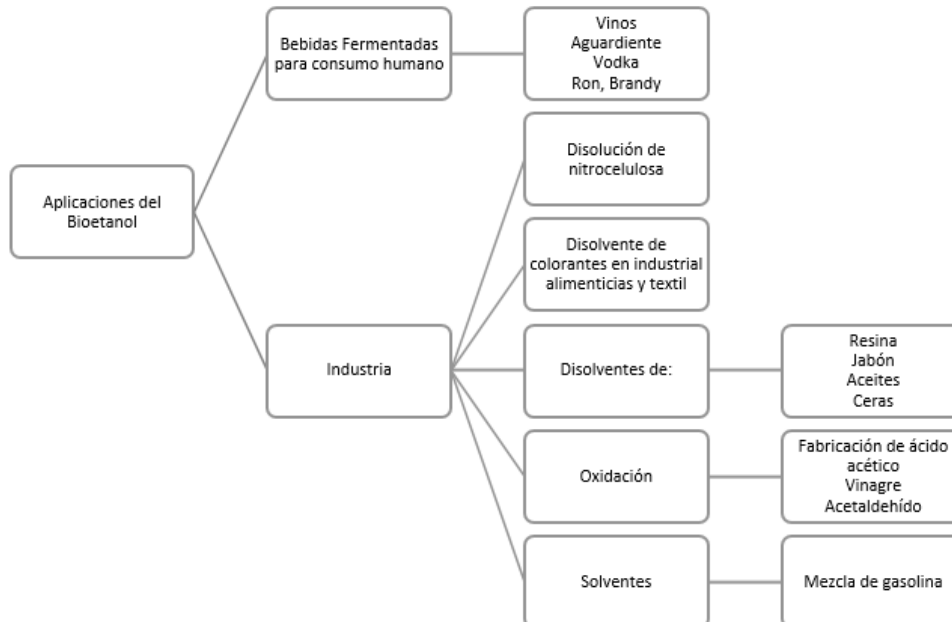 Aplicaciones del
Bioetanol
Bebidas Fermentadas
para consumo humano
Vinos
Aguardiente
Vodka
Ron, Brandy
Industria
Disolución de
nitrocelulosa
Disolvente de
colorantes en industrial
alimenticias y textil
Disolventes de:
Resina
Jabón
Aceites
Ceras
Oxidación
Fabricación de ácido
acético
Vinagre
Acetaldehído
Solventes
Mezcla de gasolina